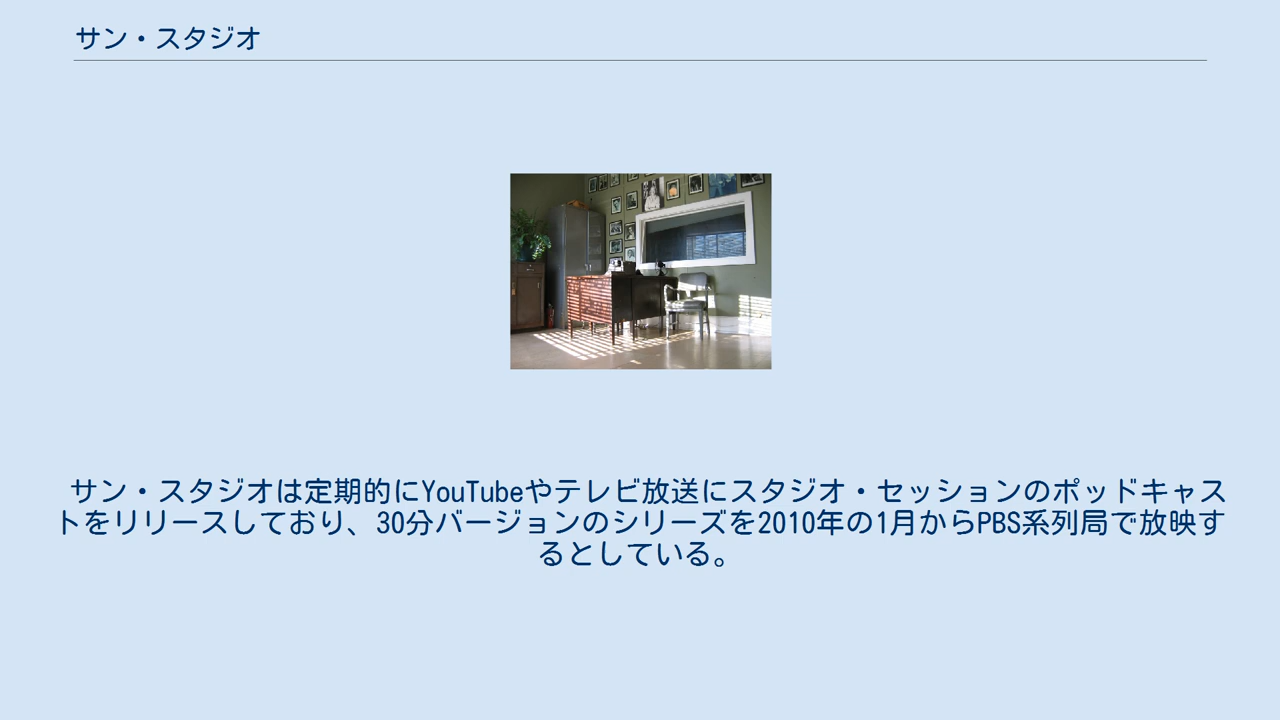 サン・スタジオ
サン・スタジオは定期的にYouTubeやテレビ放送にスタジオ・セッションのポッドキャス
トをリリースしており、30分バージョンのシリーズを2010年の1月からPBS系列局で放映す
るとしている。